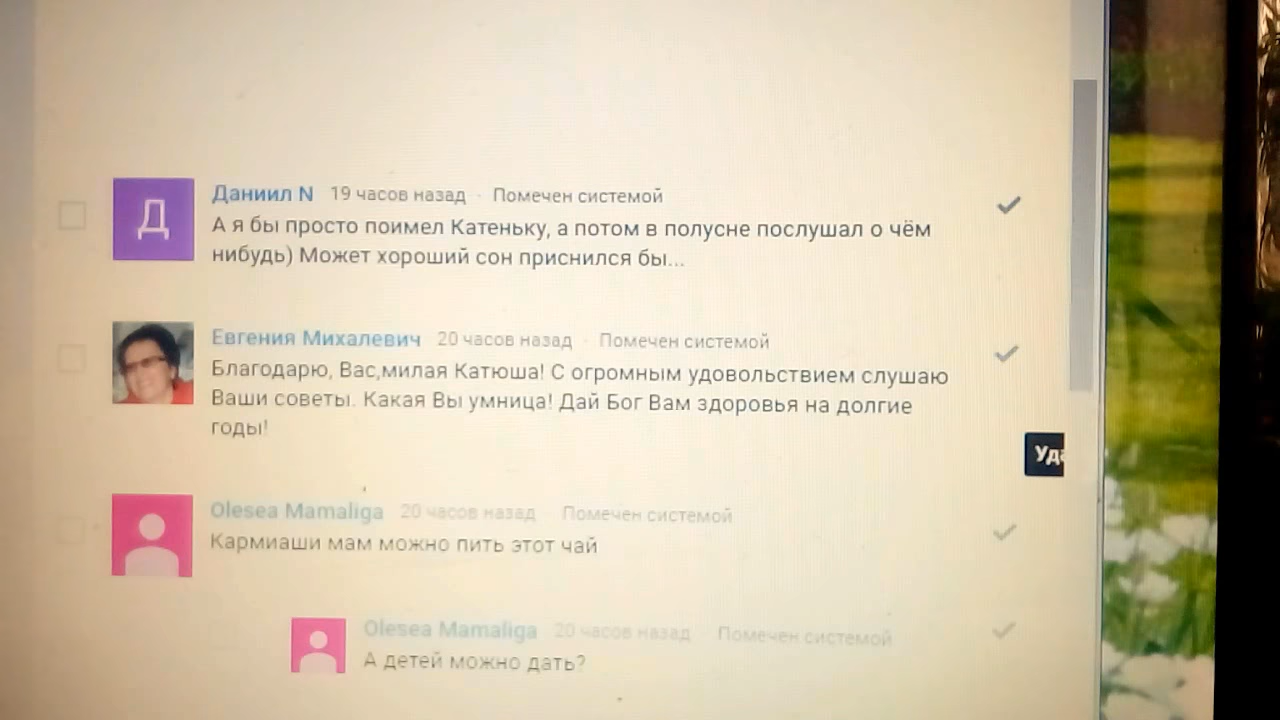 Д
Даниил N 19 часов назад · Помечен системой
А я бы просто поимел Катеньку, а потом в полусне послушал о чём
нибудь) Может хороший сон приснился бы...
Евгения Михалевич 20 часов назад · Помечен системой
Благодарю, Вас,милая Катюша! С огромным удовольствием слушаю
Ваши советы. Какая Вы умница! Дай Бог Вам здоровья на долгие
годы!
Уда
Olesea Mamaliga 20 часов назад · Помечен системой
Кармиаши мам можно пить этот чай
Olesea Mamaliga 20 часов назад · Помечен системой
А детей можно дать?